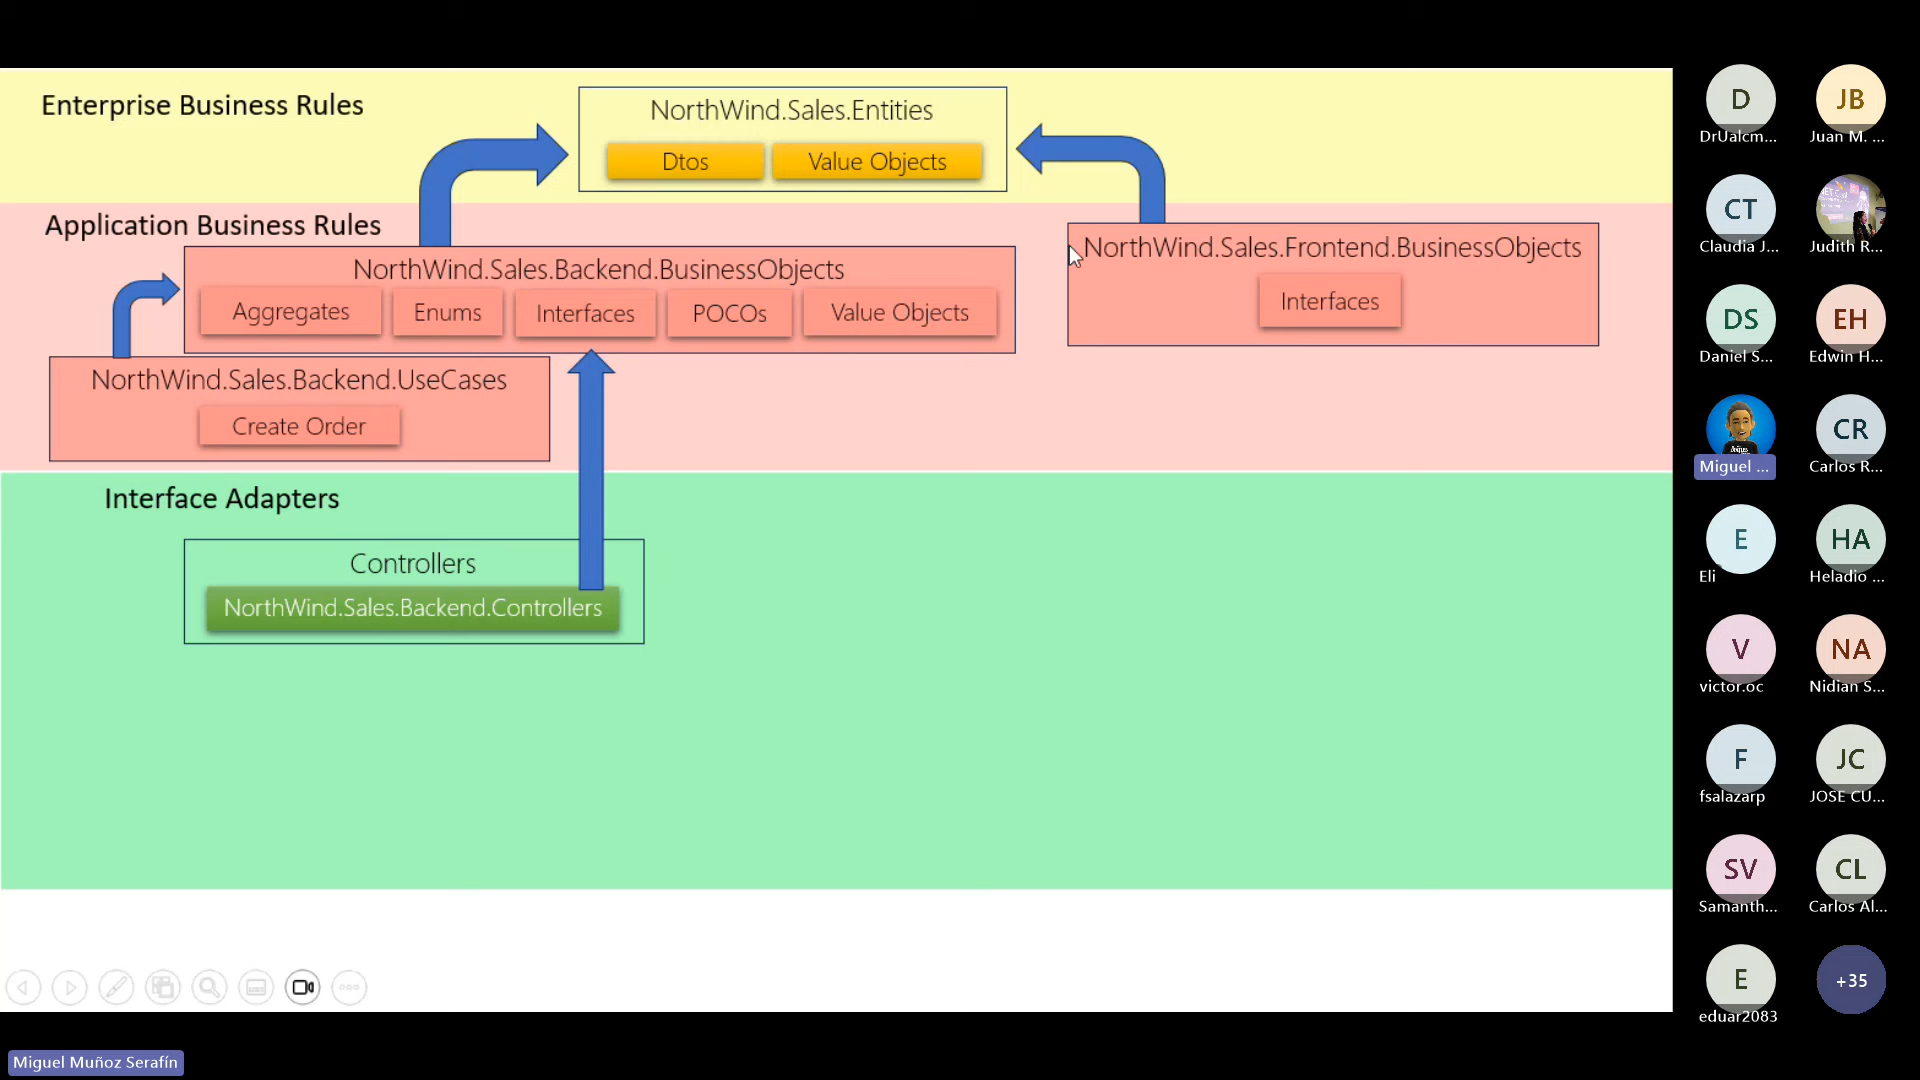 Enterprise Business Rules
NorthWind.Sales.Entities
Dtos
Value Objects
Application Business Rules
NorthWind.Sales.Backend.BusinessObjects
Aggregates
Enums
Interfaces
POCOs
Value Objects
NorthWind.Sales.Frontend.BusinessObjects
Interfaces
NorthWind.Sales.Backend.UseCases
Create Order
Interface Adapters
Controllers
NorthWind.Sales.Backend.Controllers
D
DrUalcm...
JB
Juan M. ...
CT
Claudia J...
Judith R...
DS
Daniel S...
EH
Edwin H...
Miguel ...
CR
Carlos R...
E
Eli
HA
Heladio ...
V
victor.oc
NA
Nidian S...
F
fsalazarp
JC
JOSE CU...
SV
Samanth...
CL
Carlos Al...
E
eduar2083
+35
Miguel Muñoz Serafín